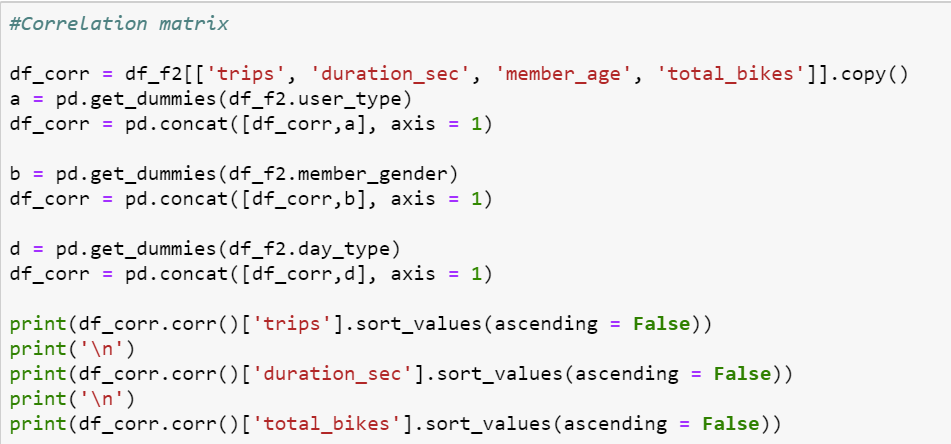 #Correlation matrix
df_corr = df_f2[['trips', 'duration_sec', 'member_age', 'total_bikes']].copy()
a = pd.get_dummies(df_f2.user_type)
df_corr = pd.concat([df_corr,a], axis = 1)
b = pd.get_dummies(df_f2.member_gender)
df_corr = pd.concat([df_corr,b], axis = 1)
d = pd.get_dummies(df_f2.day_type)
df_corr = pd.concat([df_corr,d], axis = 1)
print(df_corr.corr()['trips'].sort_values(ascending = False))
print('\n')
print(df_corr.corr()['duration_sec'].sort_values(ascending = False))
print('\n')
print(df_corr.corr()['total_bikes'].sort_values(ascending = False))